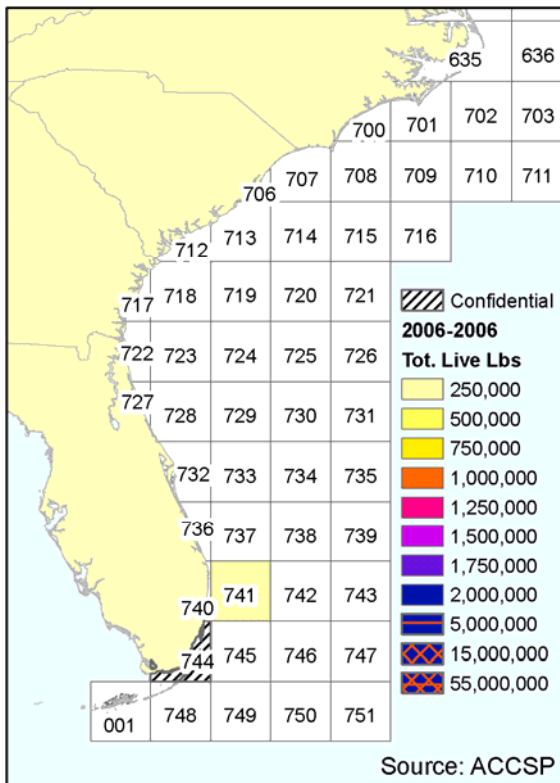 635 636
700 701 702 703
706 707 708 709 710 711
712 713 714 715 716
717 718 719 720 721
722 723 724 725 726
727 728 729 730 731
732 733 734 735
736 737 738 739
740 741 742 743
744 745 746 747
001 748 749 750 751
Confidential
2006-2006
Tot. Live Lbs
250,000
500,000
750,000
1,000,000
1,250,000
1,500,000
1,750,000
2,000,000
5,000,000
15,000,000
55,000,000
Source: ACCSP